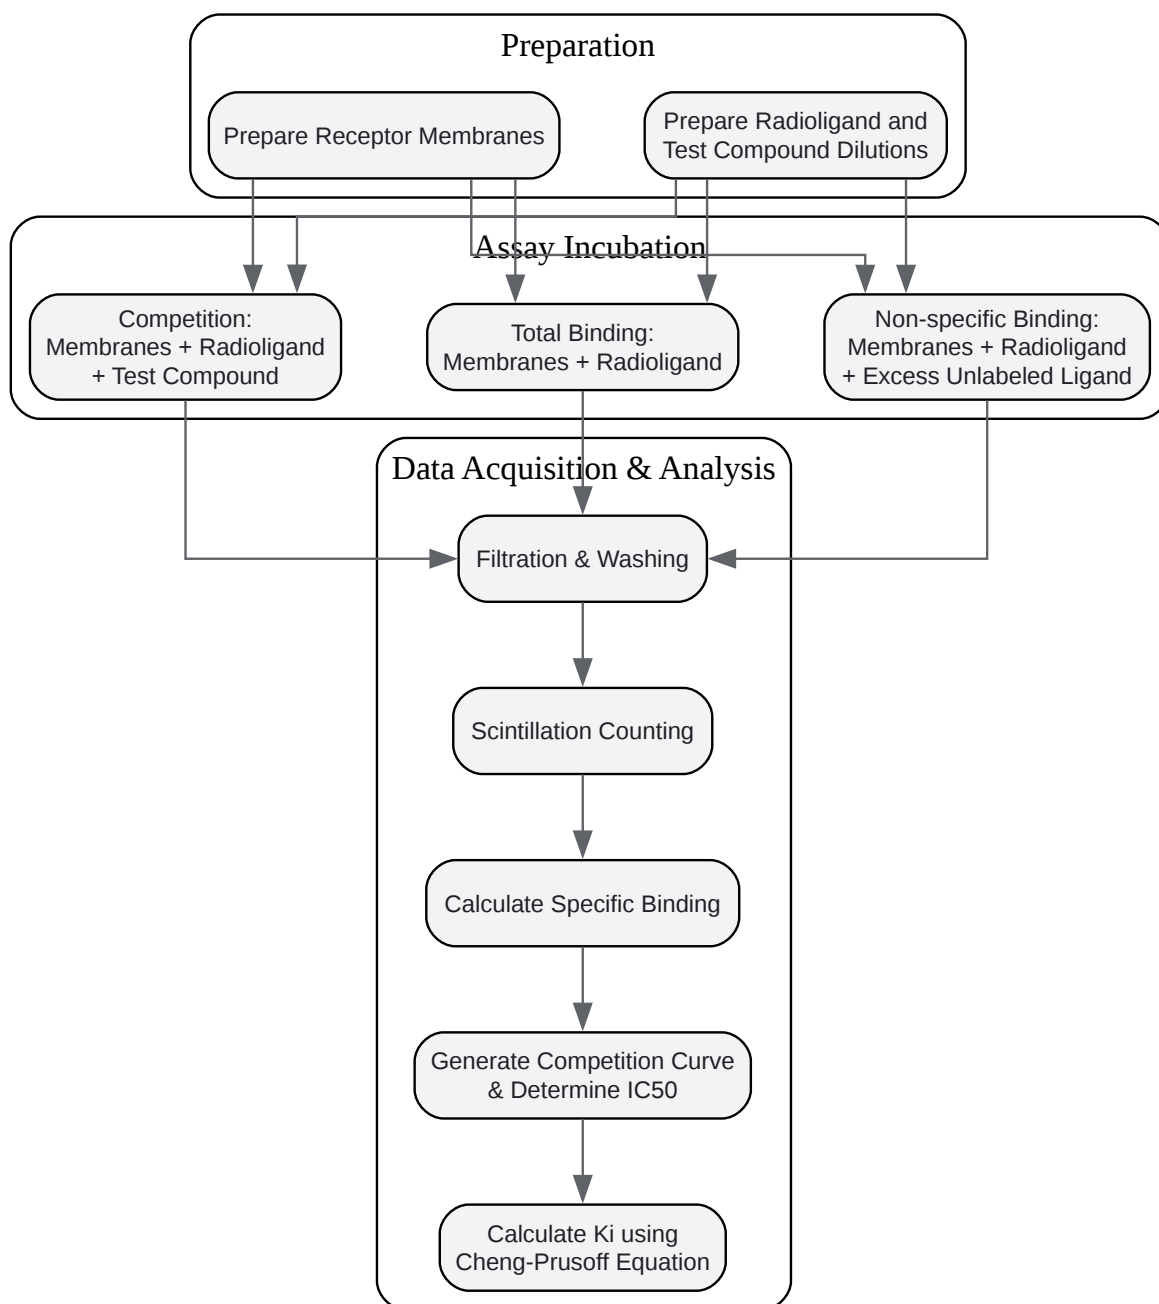 Preparation
Prepare Receptor Membranes
Prepare Radioligand and
Test Compound Dilutions
Assay Incubation
Competition:
Membranes + Radioligand
+ Test Compound
Total Binding:
Membranes + Radioligand
Non-specific Binding:
Membranes + Radioligand
+ Excess Unlabeled Ligand
Data Acquisition & Analysis
Filtration & Washing
Scintillation Counting
Calculate Specific Binding
Generate Competition Curve
& Determine IC50
Calculate Ki using
Cheng-Prusoff Equation